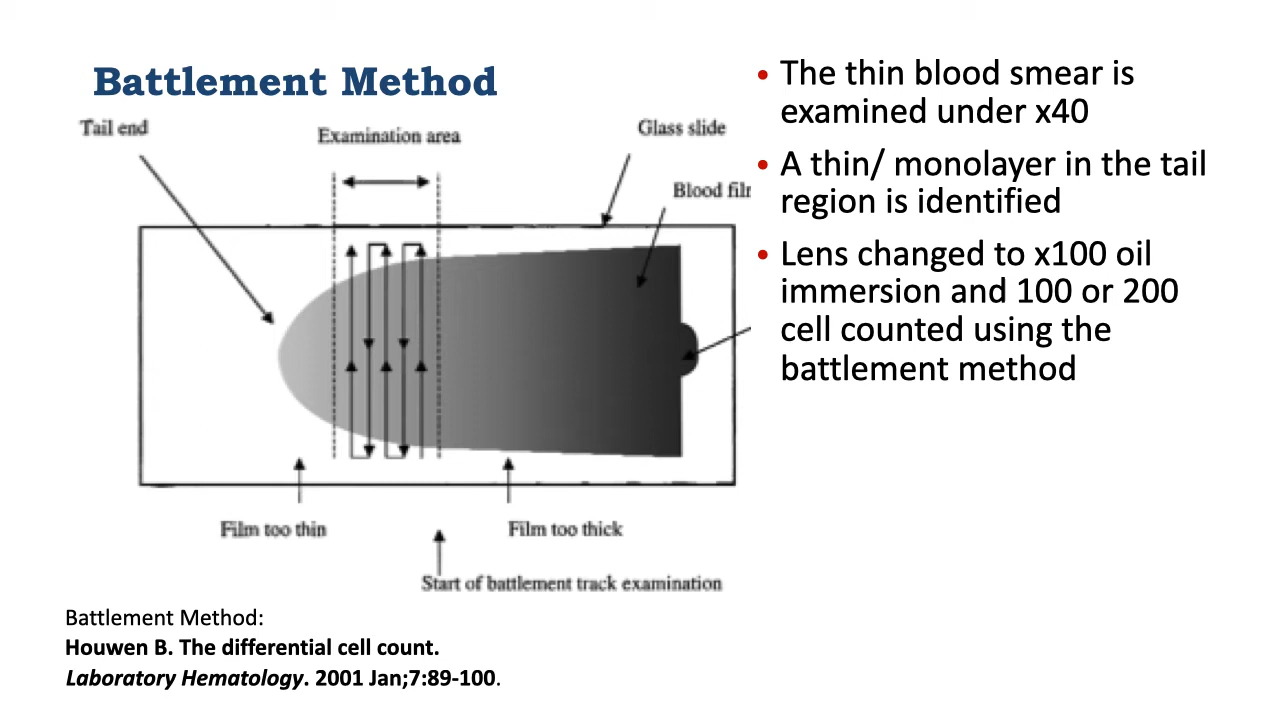 Battlement Method
Tail end
Examination area
Glass slide
Blood
Film too thin
Film too thick
Start of battlement track examination
• The thin blood smear is
examined under x40
• A thin/ monolayer in the tail
region is identified
• Lens changed to x100 oil
immersion and 100 or 200
cell counted using the
battlement method
Battlement Method:
Houwen B. The differential cell count.
Laboratory Hematology. 2001 Jan;7:89-100.